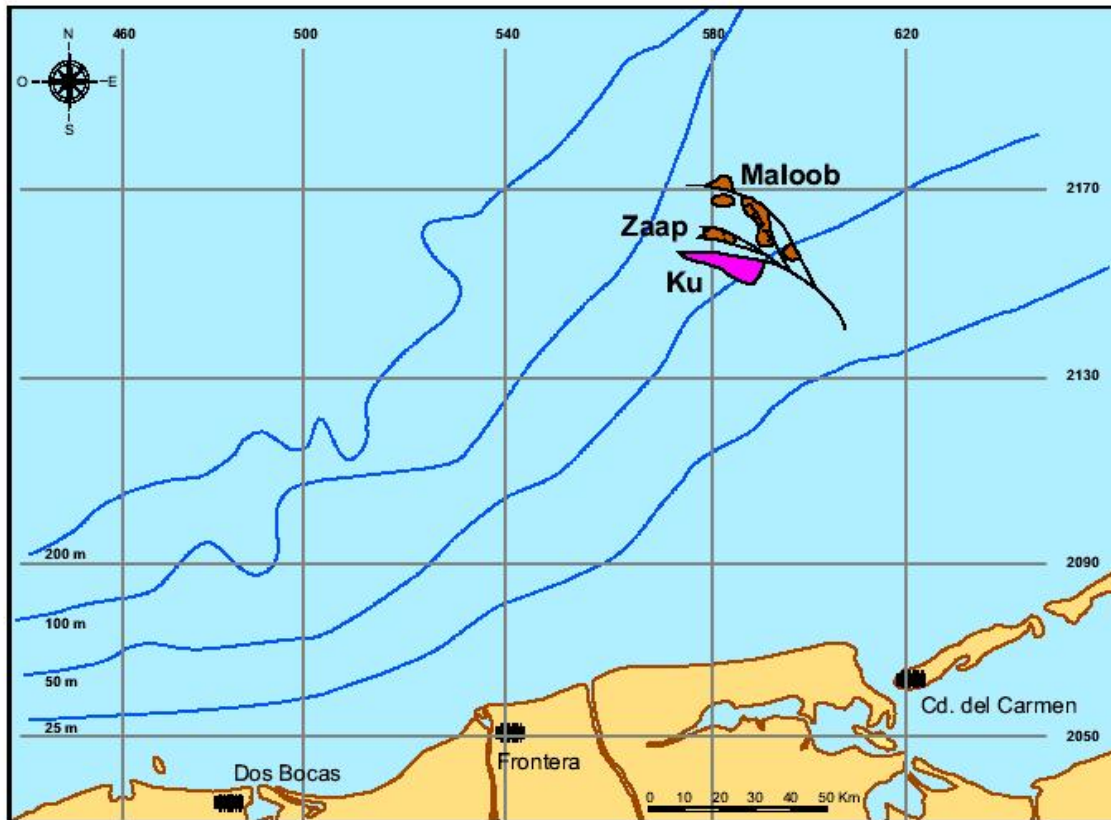 460 500 540 580 620
N
O E
S
Maloob
2170
Zaap
Ku
2130
200 m
2090
100 m
50 m
25 m
Cd. del Carmen
2050
Frontera
Dos Bocas
0 10 20 30 40 50 Km